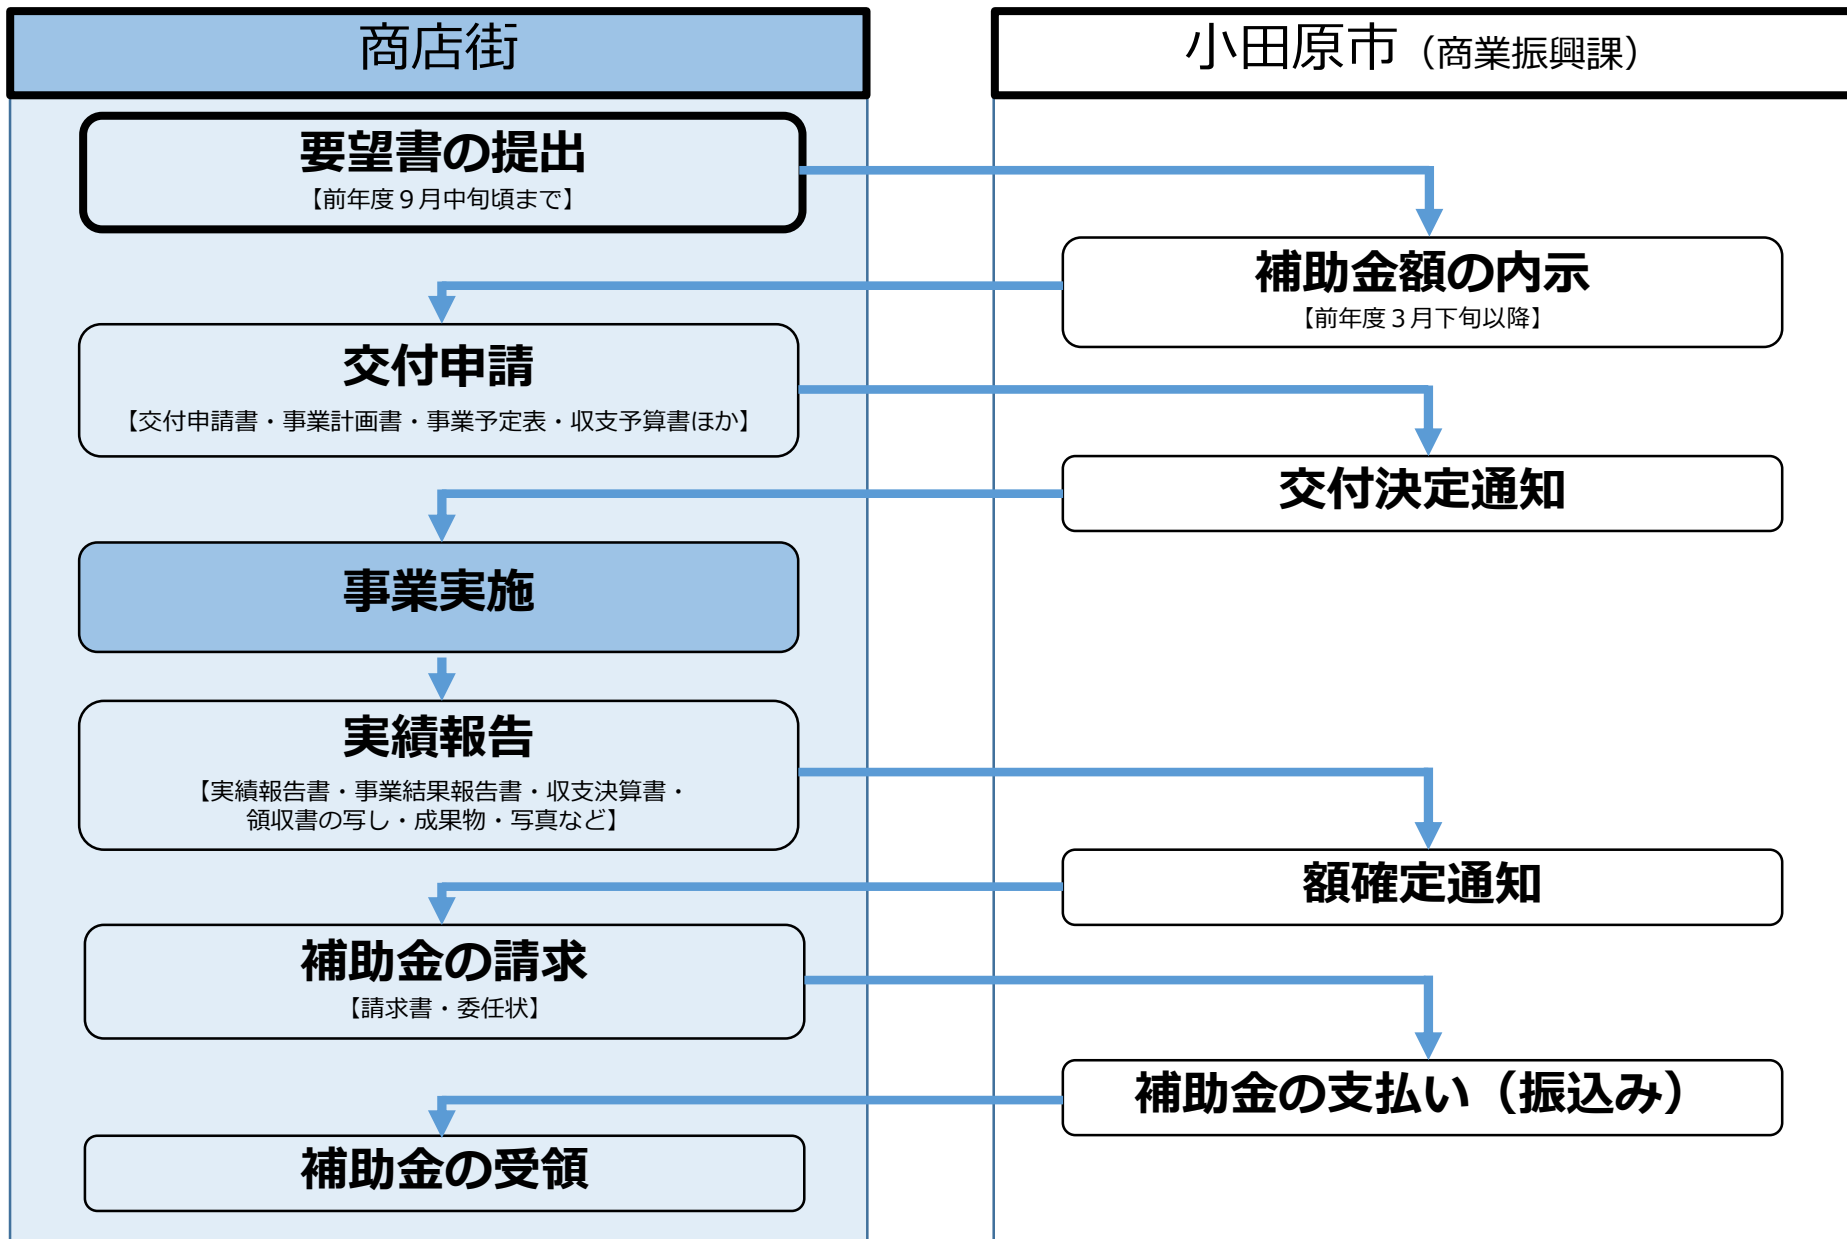 商店街
小田原市（商業振興課）
要望書の提出
【前年度９月中旬頃まで】
補助金額の内示
【前年度３月下旬以降】
交付申請
【交付申請書・事業計画書・事業予定表・収支予算書ほか】
交付決定通知
事業実施
実績報告
【実績報告書・事業結果報告書・収支決算書・
領収書の写し・成果物・写真など】
額確定通知
補助金の請求
【請求書・委任状】
補助金の支払い（振込み）
補助金の受領